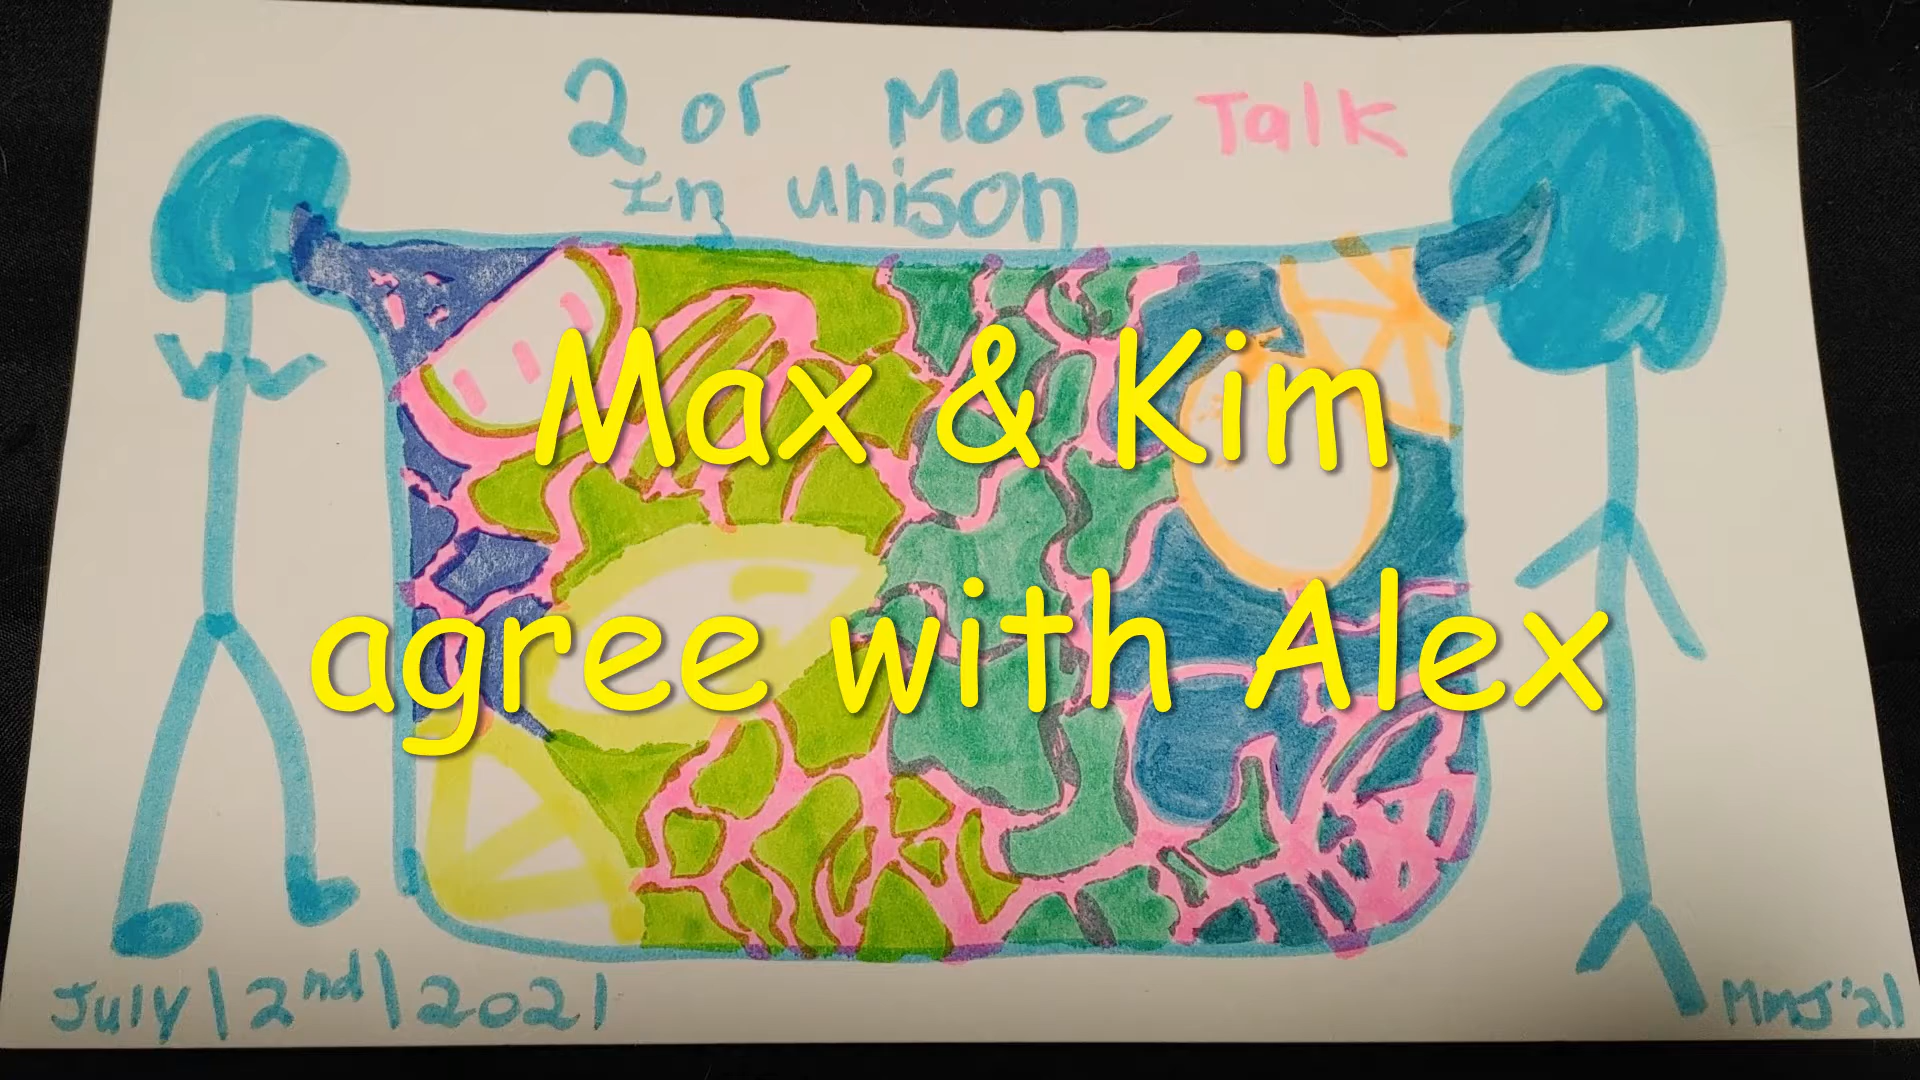 2 or More Talk
In unison
Max & Kim
agree with Alex
July|2nd|2021
MmJ'21